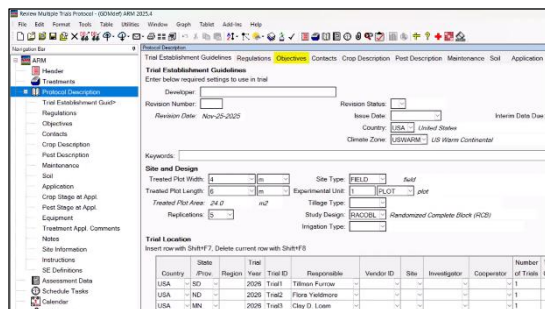 Review Multiple Trials Protocol - (GDMdef) ARM 2025.4
File Edit Format Tools Table Utilities Window Graph Tablet Add-Ins Help
Navigation Bar
Protocol Description
ARM
Header
Treatments
Protocol Description
Trial Establishment Guid>
Regulations
Objectives
Contacts
Crop Description
Pest Description
Maintenance
Soil
Application
Crop Stage at Appl.
Pest Stage at Appl.
Equipment
Treatment Appl. Comments
Notes
Site Information
Instructions
SE Definitions
Assessment Data
Schedule Tasks
Calendar
Trial Establishment Guidelines Regulations Objectives Contacts Crop Description Pest Description Maintenance Soil Application
Trial Establishment Guidelines
Enter below required settings to use in trial
Developer:
Revision Number: Revision Status:
Revision Date: Nov-25-2025 Issue Date: Interim Data Due
Country: USA United States
Climate Zone: USWARM US Warm Continental
Keywords:
Site and Design
Treated Plot Width: 4 m Site Type: FIELD field
Treated Plot Length: 6 m Experimental Unit: 1 PLOT plot
Treated Plot Area: 24.0 m2 Tillage Type:
Replications: 5 Study Design: RACOBL Randomized Complete Block (RCB)
Irrigation Type:
Trial Location
Insert row with Shift+F7, Delete current row with Shift+F8
Country State /Prov. Region Trial Year Trial ID Responsible Vendor ID Site Investigator Cooperator Number of Trials
USA SD 2026 Trial1 Tillman Furrow 1
USA ND 2026 Trial2 Flora Yieldmore 1
USA MN 2026 Trial3 Clay D. Loam 1